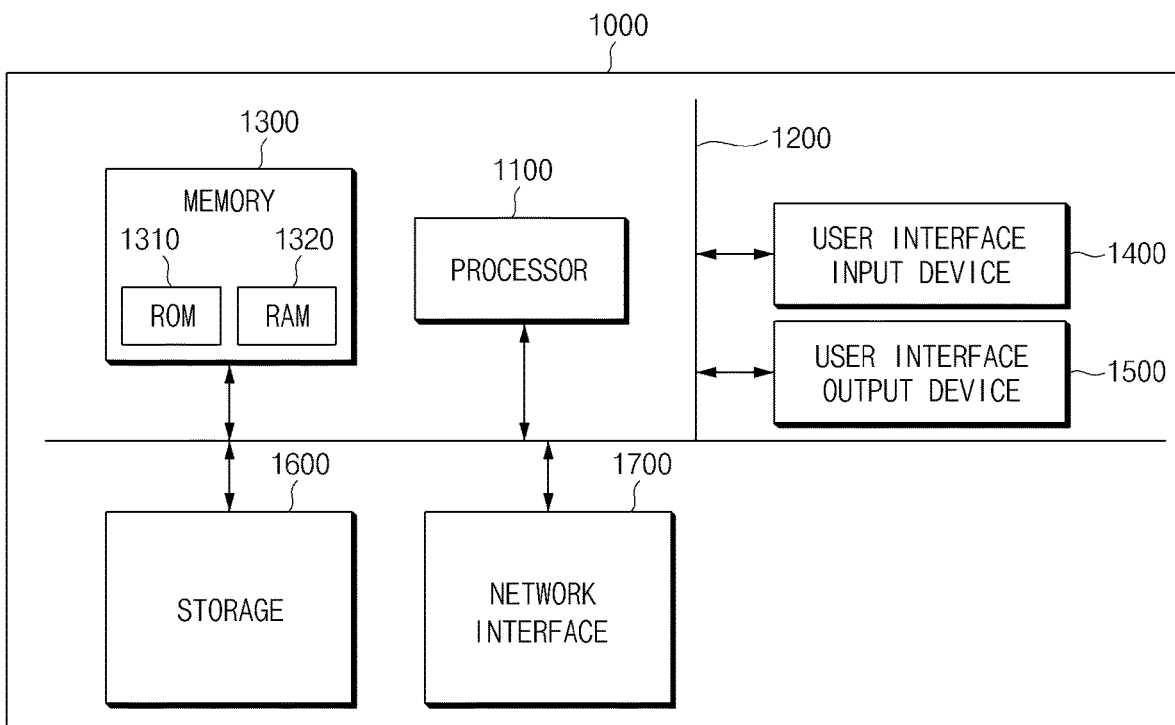 1000
1300
1200
1100
MEMORY
1310
1320
ROM
RAM
PROCESSOR
USER INTERFACE
INPUT DEVICE
1400
USER INTERFACE
OUTPUT DEVICE
1500
1600
1700
STORAGE
NETWORK
INTERFACE